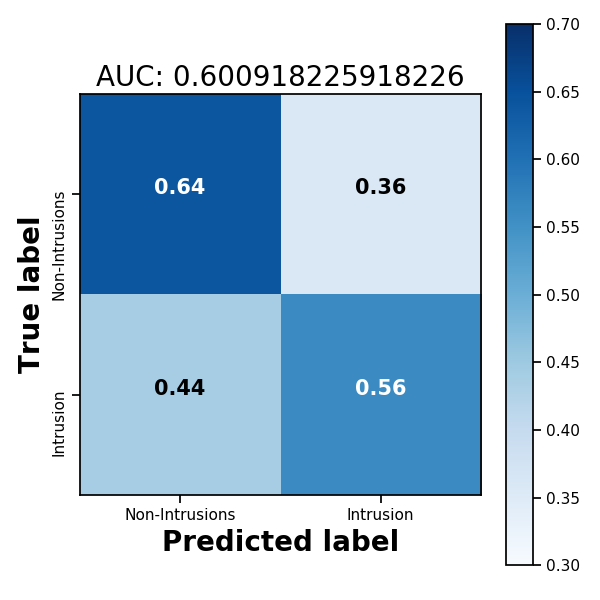 AUC: 0.600918225918226
True label
Non-Intrusions
Intrusion
0.64
0.36
0.44
0.56
Non-Intrusions
Intrusion
Predicted label
0.70
0.65
0.60
0.55
0.50
0.45
0.40
0.35
0.30